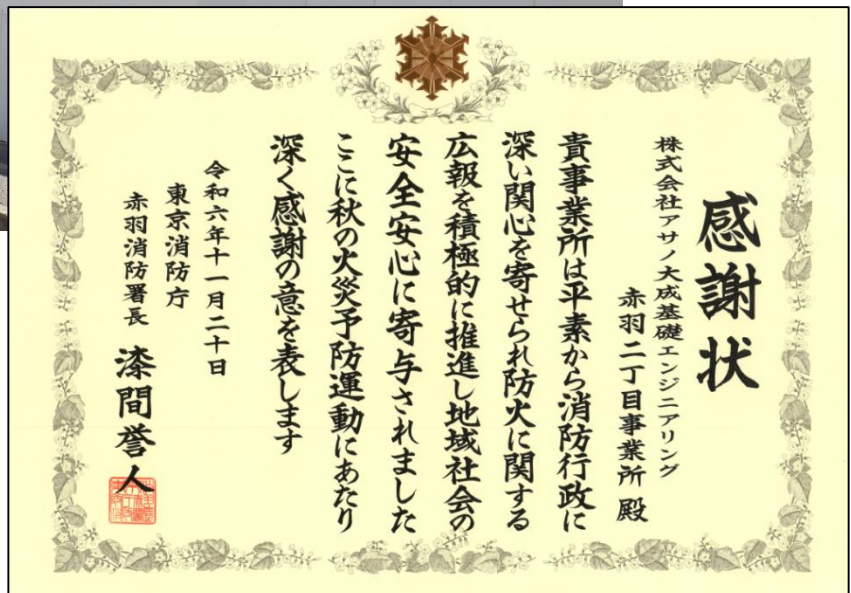 感謝状
株式会社アサノ大成基礎エンジニアリング
赤羽二丁目事業所 殿
貴事業所は平素から消防行政に
深い関心を寄せられ防火に関する
広報を積極的に推進し地域社会の
安全安心に寄与されました
ここに秋の火災予防運動にあたり
深く感謝の意を表します
令和六年十一月二十日
東京消防庁
赤羽消防署長 漆間誉人